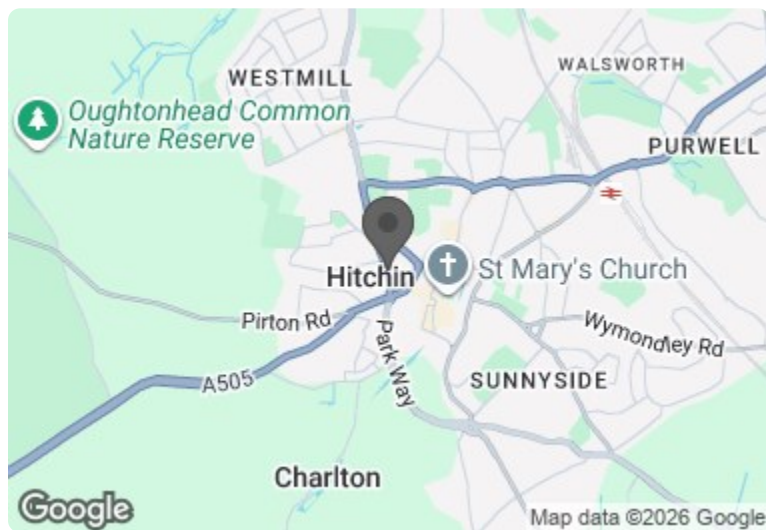 WALSWORTH
WESTMILL
Oughtonhead Common
Nature Reserve
PURWELL
Hitchin
St Mary's Church
Pirton Rd
Wymondley Rd
Park Way
A505
SUNNYSIDE
Charlton
Google
Map data ©2026 Google